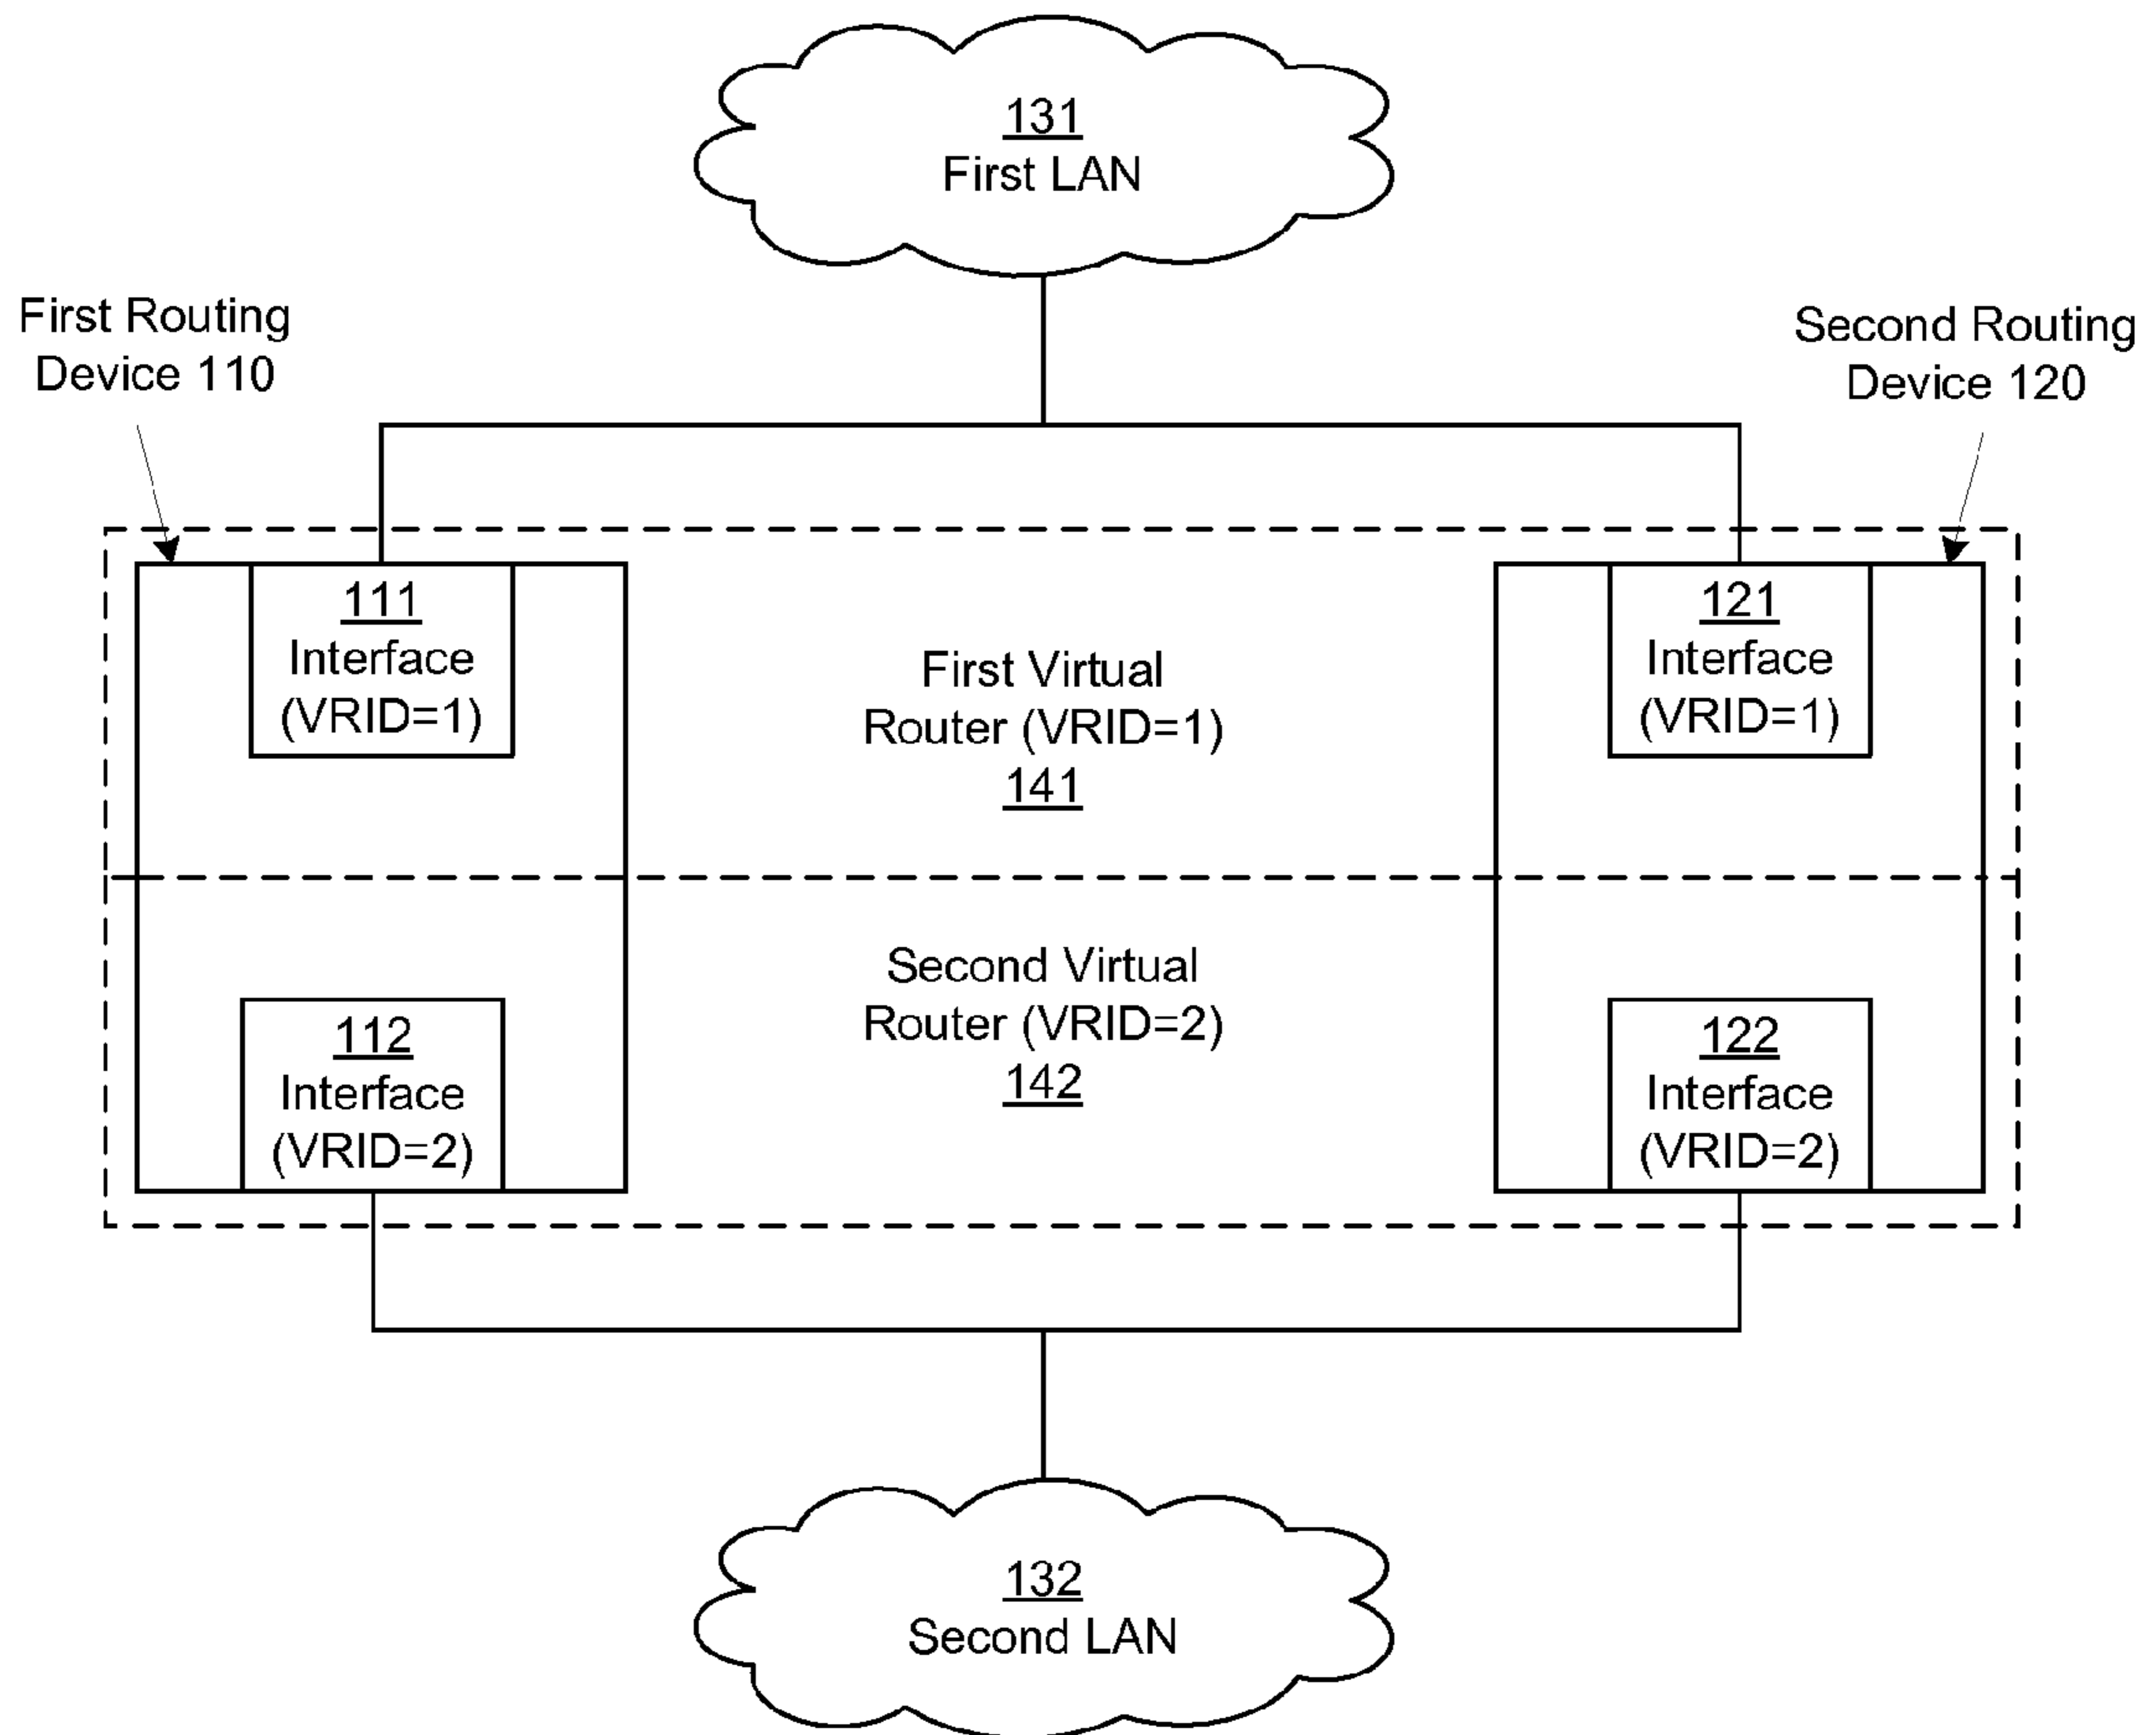 131
First LAN
First Routing
Device 110
Second Routing
Device 120
111
Interface
(VRID=1)
First Virtual
Router (VRID=1)
141
121
Interface
(VRID=1)
112
Interface
(VRID=2)
Second Virtual
Router (VRID=2)
142
122
Interface
(VRID=2)
132
Second LAN